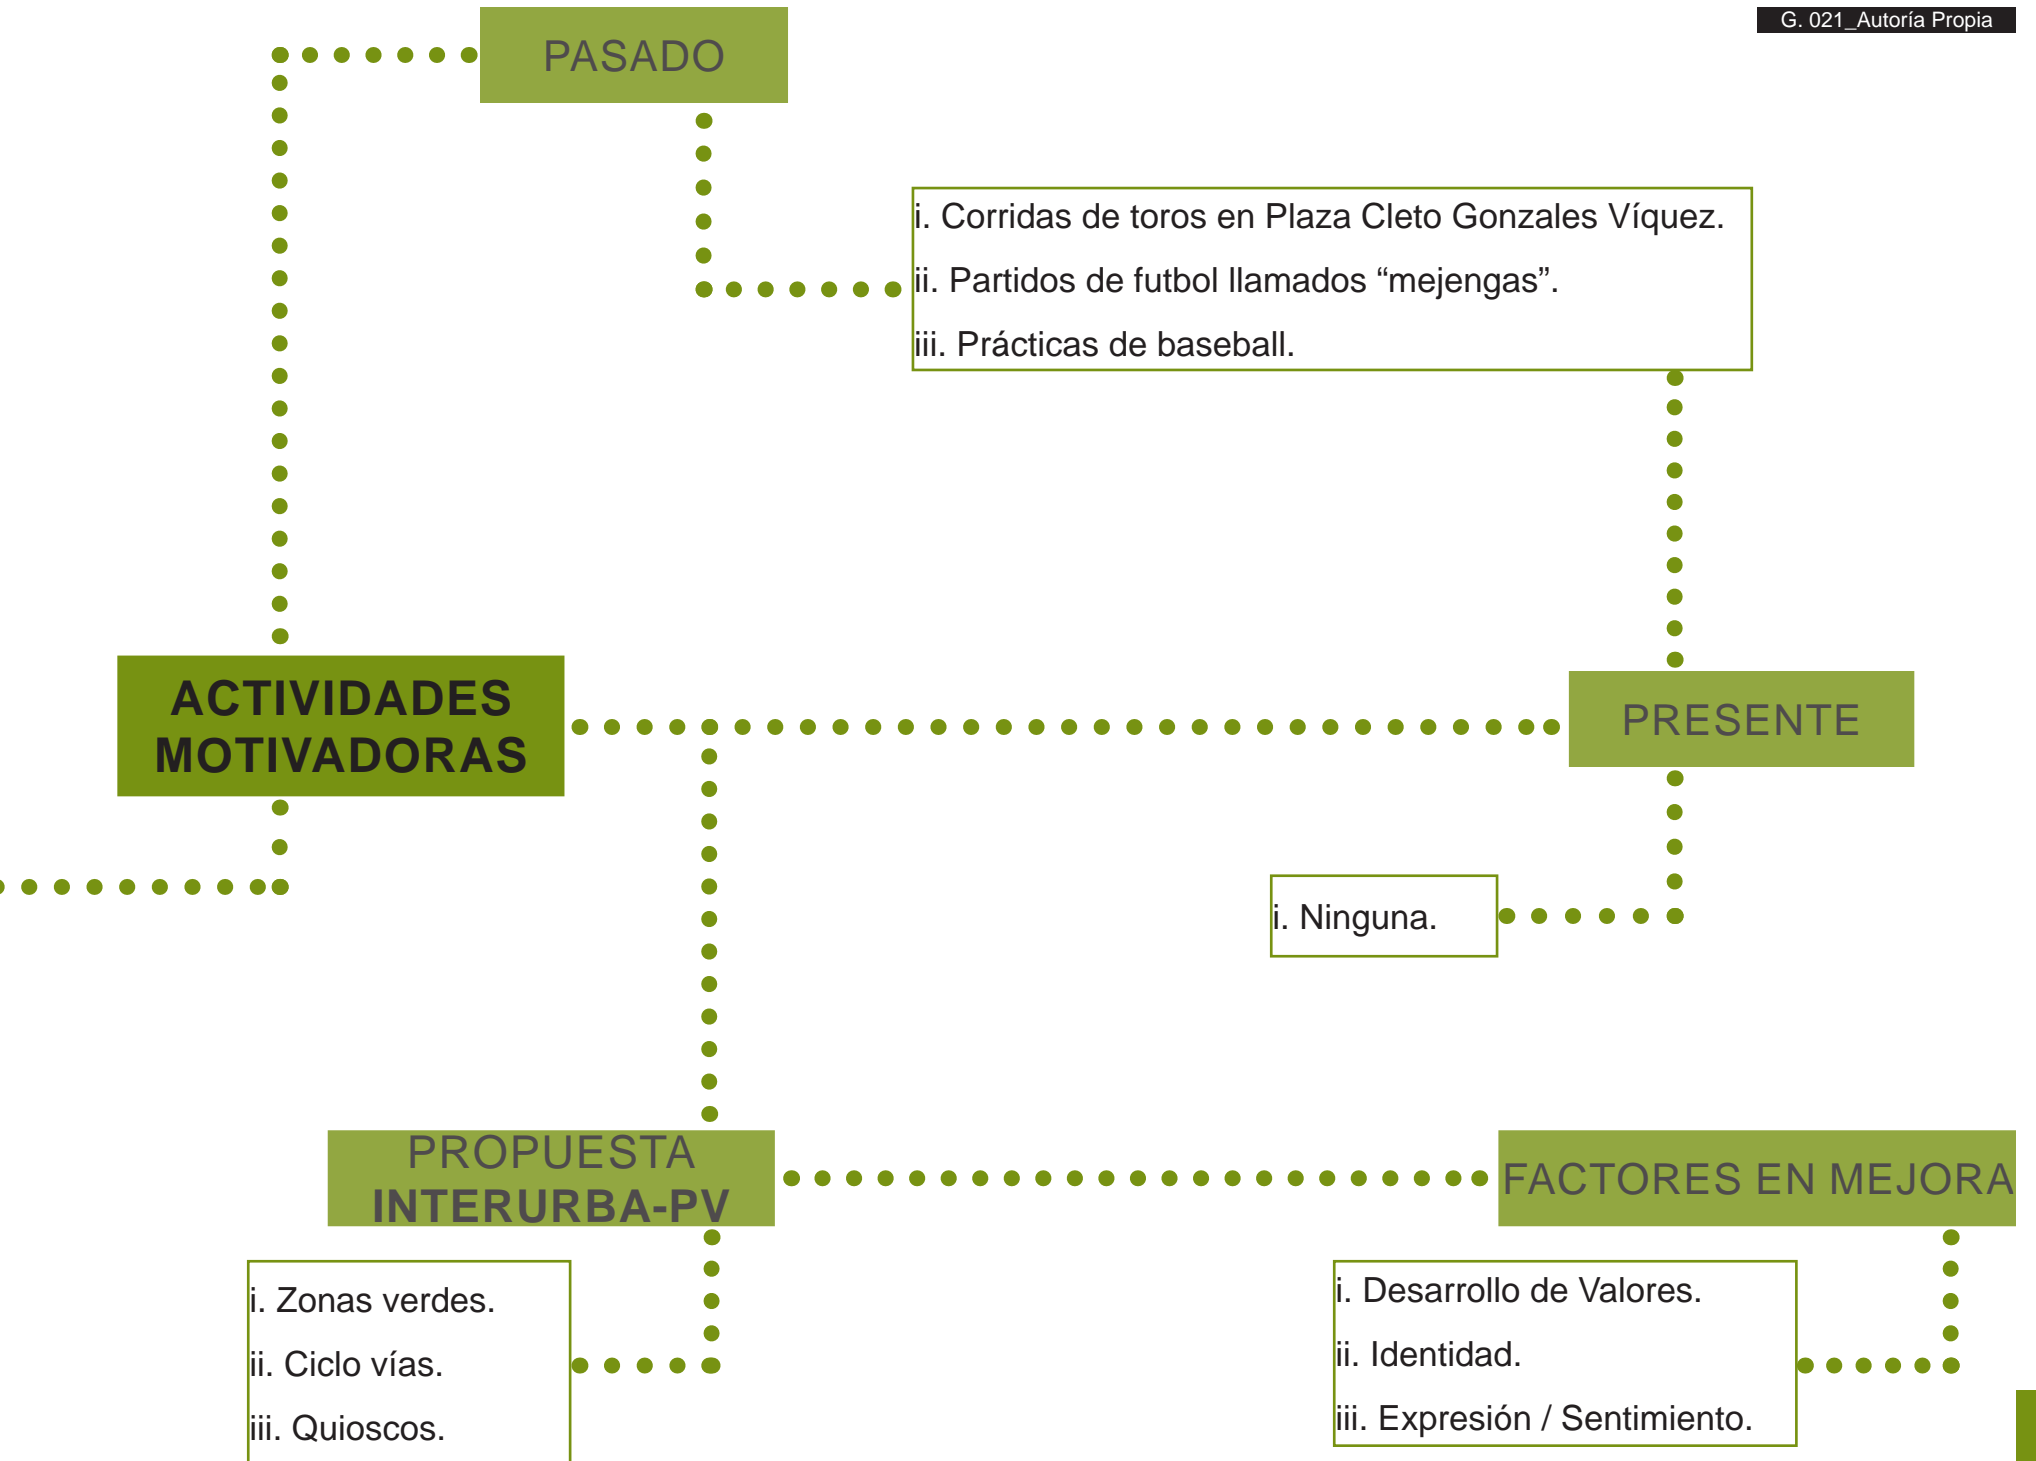 G. 021_Autoría Propia
PASADO
i. Corridas de toros en Plaza Cleto Gonzales Víquez.
ii. Partidos de futbol llamados “mejengas”.
iii. Prácticas de baseball.
ACTIVIDADES
MOTIVADORAS
PRESENTE
i. Ninguna.
PROPUESTA
INTERURBA-PV
FACTORES EN MEJORA
i. Zonas verdes.
ii. Ciclo vías.
iii. Quioscos.
i. Desarrollo de Valores.
ii. Identidad.
iii. Expresión / Sentimiento.